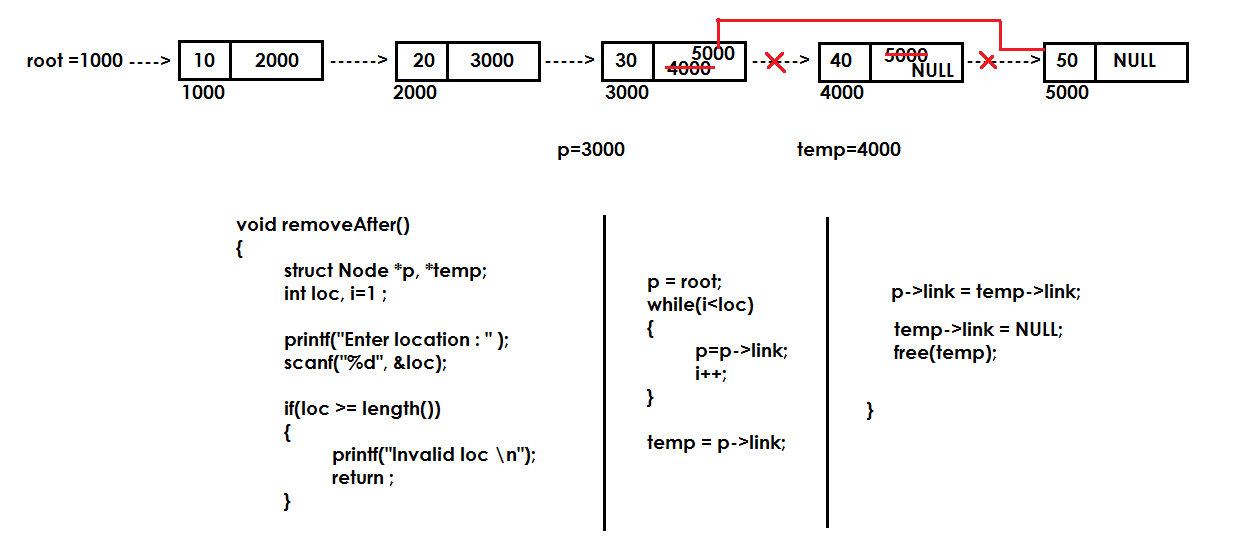 root =1000 ----> 10 2000 ------> 20 3000 -----> 30 5000 4000 ------> 40 5000 NULL -------> 50 NULL
1000 2000 3000 4000 5000
p=3000 temp=4000
void removeAfter()
{
struct Node *p, *temp;
int loc, i=1 ;
printf("Enter location : " );
scanf("%d", &loc);
if(loc >= length())
{
printf("Invalid loc \n");
return ;
}
p = root;
while(i<loc)
{
p=p->link;
i++;
}
temp = p->link;
p->link = temp->link;
temp->link = NULL;
free(temp);
}